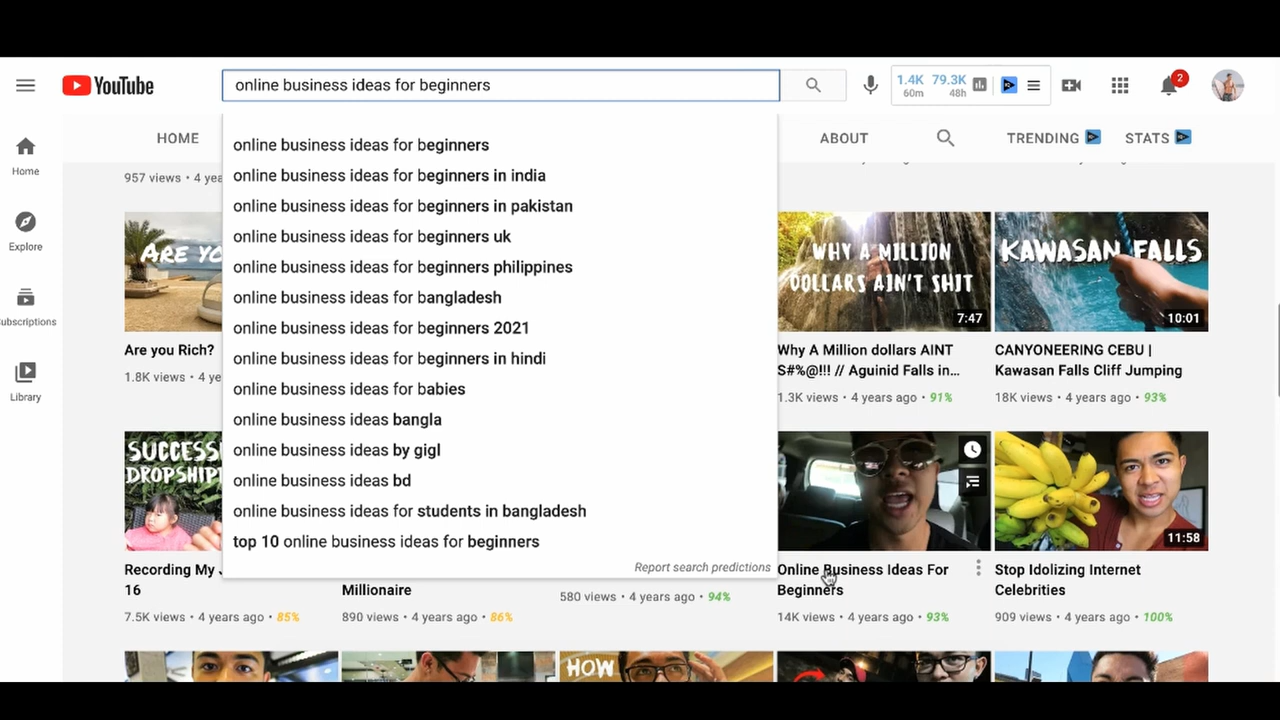 YouTube
online business ideas for beginners
1.4K 79.3K
60m 48h
2
HOME
ABOUT
TRENDING
STATS
Home
Explore
Subscriptions
Library
online business ideas for beginners
online business ideas for beginners in india
online business ideas for beginners in pakistan
online business ideas for beginners uk
online business ideas for beginners philippines
online business ideas for bangladesh
online business ideas for beginners 2021
online business ideas for beginners in hindi
online business ideas for babies
online business ideas bangla
online business ideas by gigl
online business ideas bd
online business ideas for students in bangladesh
top 10 online business ideas for beginners
Report search predictions
957 views • 4 yea
ARE YO
Are you Rich?
1.8K views • 4 ye
WHY A MILLION
DOLLARS AIN'T SHIT
7:47
Why A Million dollars AINT
S#%@!!! // Aguinid Falls in...
1.3K views • 4 years ago • 91%
KAWASAN FALLS
10:01
CANYONEERING CEBU |
Kawasan Falls Cliff Jumping
18K views • 4 years ago • 93%
SUCCESS
DROPSHIP
Recording My
16
7.5K views • 4 years ago • 85%
Millionaire
890 views • 4 years ago • 86%
580 views • 4 years ago • 94%
Online Business Ideas For
Beginners
14K views • 4 years ago • 93%
11:58
Stop Idolizing Internet
Celebrities
909 views • 4 years ago • 100%
HOW